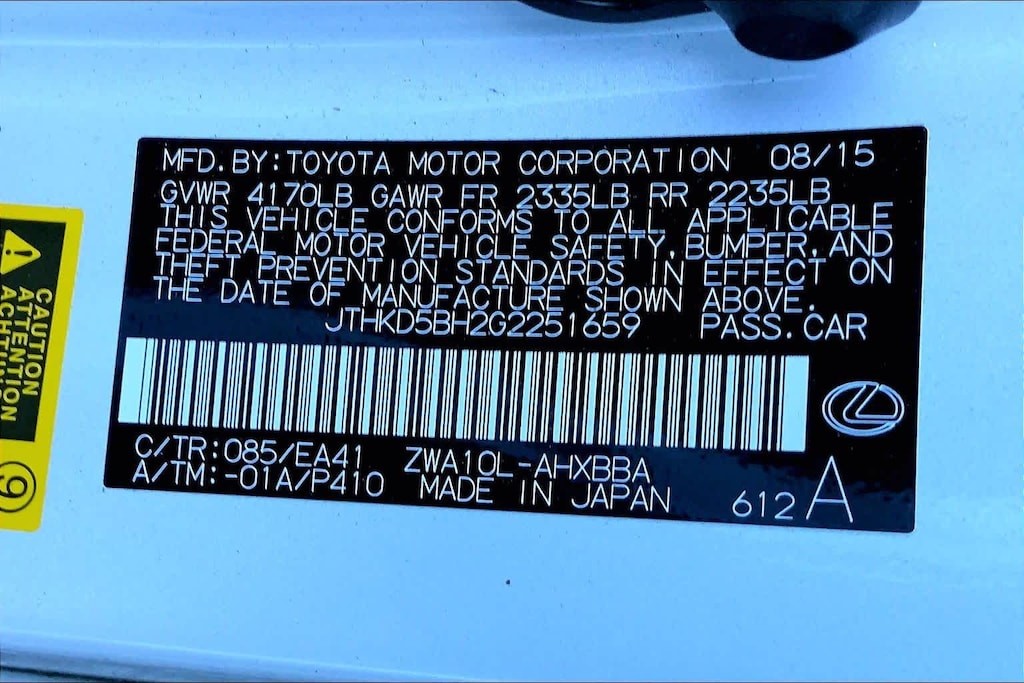 MFD.BY:TOYOTA MOTOR CORPORATION 08/15
GVWR 4170LB GAWR FR 2335LB RR 2235LB
THIS VEHICLE CONFORMS TO ALL APPLICABLE
FEDERAL MOTOR VEHICLE SAFETY,BUMPER,AND
THEFT PREVENTION STANDARDS IN EFFECT ON
THE DATE OF MANUFACTURE SHOWN ABOVE.
JTHKD5BH2G2251659 PASS.CAR
C/TR:085/EA41 ZWA10L-AHXBBA
A/TM:-01A/P410 MADE IN JAPAN
612 A
CAUTION
ATTENTION
ACHTUNG
9